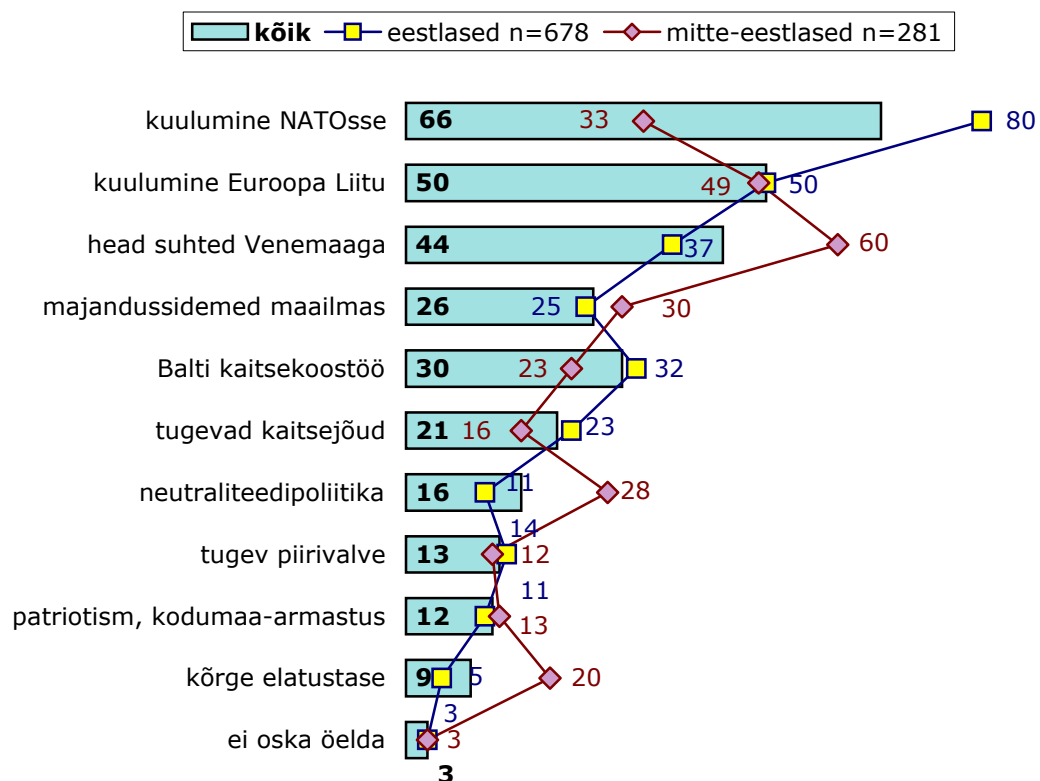 kõik eestlased n=678 mitte-eestlased n=281
kuulumine NATOsse 66 33 80
kuulumine Euroopa Liitu 50 49 50
head suhted Venemaaga 44 37 60
majandussidemed maailmas 26 25 30
Balti kaitsekoostöö 30 23 32
tugevad kaitsejõud 21 16 23
neutraliteedipoliitika 16 11 28
14
tugev piirivalve 13 12
11
patriotism, kodumaa-armastus 12 13
kõrge elatustase 9 5 20
3
ei oska öelda 3
3